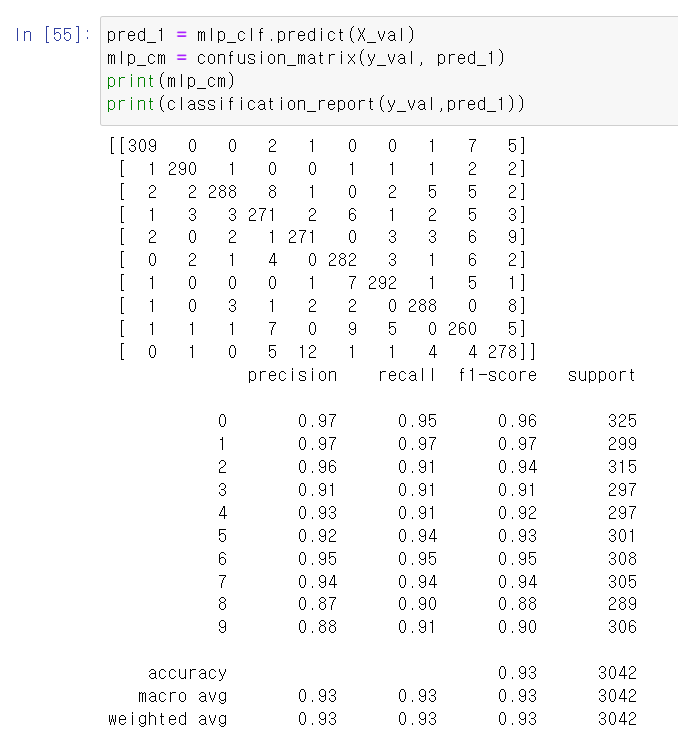 In [55]: pred_1 = mlp_clf.predict(X_val)
mlp_cm = confusion_matrix(y_val, pred_1)
print(mlp_cm)
print(classification_report(y_val,pred_1))
[[309 0 0 2 1 0 0 1 7 5]
[ 1 290 1 0 0 1 1 1 2 2]
[ 2 2 288 8 1 0 2 5 5 2]
[ 1 3 3 271 2 6 1 2 5 3]
[ 2 0 2 1 271 0 3 3 6 9]
[ 0 2 1 4 0 282 3 1 6 2]
[ 1 0 0 0 1 7 292 1 5 1]
[ 1 0 3 1 2 2 0 288 0 8]
[ 1 1 1 7 0 9 5 0 260 5]
[ 0 1 0 5 12 1 1 4 4 278]]
precision recall f1-score support
0 0.97 0.95 0.96 325
1 0.97 0.97 0.97 299
2 0.96 0.91 0.94 315
3 0.91 0.91 0.91 297
4 0.93 0.91 0.92 297
5 0.92 0.94 0.93 301
6 0.95 0.95 0.95 308
7 0.94 0.94 0.94 305
8 0.87 0.90 0.88 289
9 0.88 0.91 0.90 306
accuracy 0.93 3042
macro avg 0.93 0.93 0.93 3042
weighted avg 0.93 0.93 0.93 3042